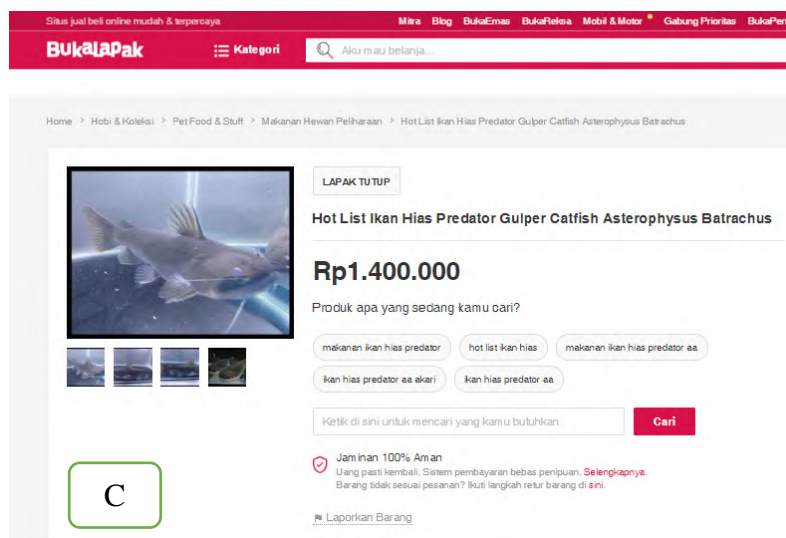 Situs jual beli online mudah & terpercaya
Mitra Blog BukaEmas BukaReksa Mobil & Motor Gabung Prioritas BukaPen
BukalaPak
Kategori
Aku mau belanja...
Home > Hobi & Koleksi > Pet Food & Stuff > Makanan Hewan Peliharaan > Hot List Ikan Hias Predator Gulper Catfish Asterophysus Batrachus
LAPAK TUTUP
Hot List Ikan Hias Predator Gulper Catfish Asterophysus Batrachus
Rp1.400.000
Produk apa yang sedang kamu cari?
makanan ikan hias predator
hot list ikan hias
makanan ikan hias predator aa
ikan hias predator aa akari
ikan hias predator aa
Ketik di sini untuk mencari yang kamu butuhkan
Cari
Jaminan 100% Aman
Uang pasti kembali. Sistem pembayaran bebas penipuan. Selengkapnya.
Barang tidak sesuai pesanan? Ikuti langkah retur barang di sini.
C
Laporkan Barang